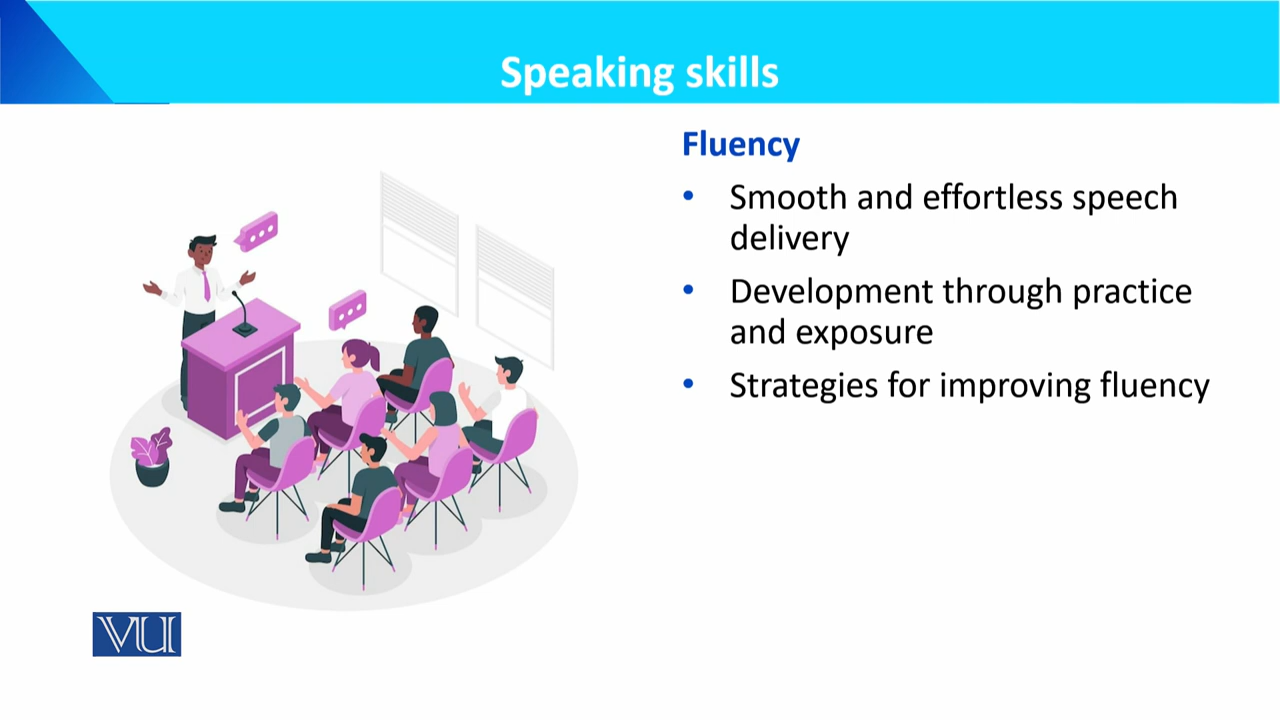 Speaking skills
Fluency
• Smooth and effortless speech
delivery
• Development through practice
and exposure
• Strategies for improving fluency
VU